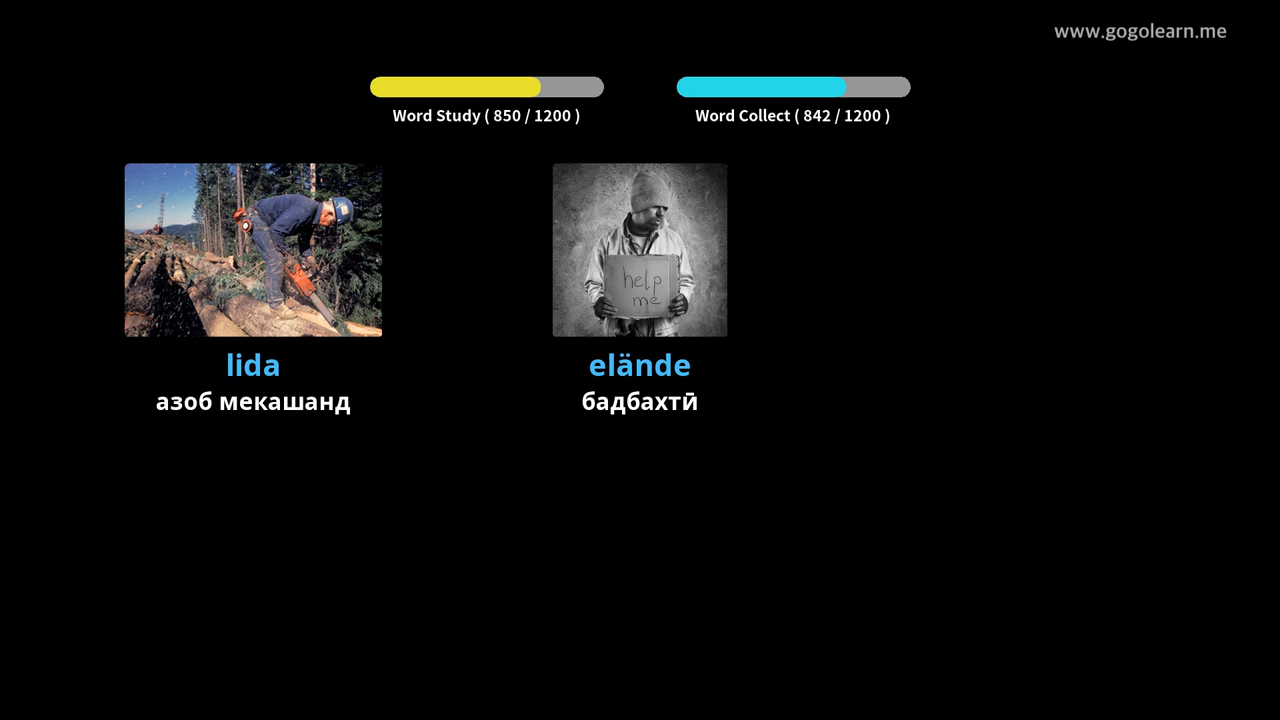 www.gogolearn.me
Word Study ( 850 / 1200 )
Word Collect ( 842 / 1200 )
help
me
lida
азоб мекашанд
elände
бадбахтӣ